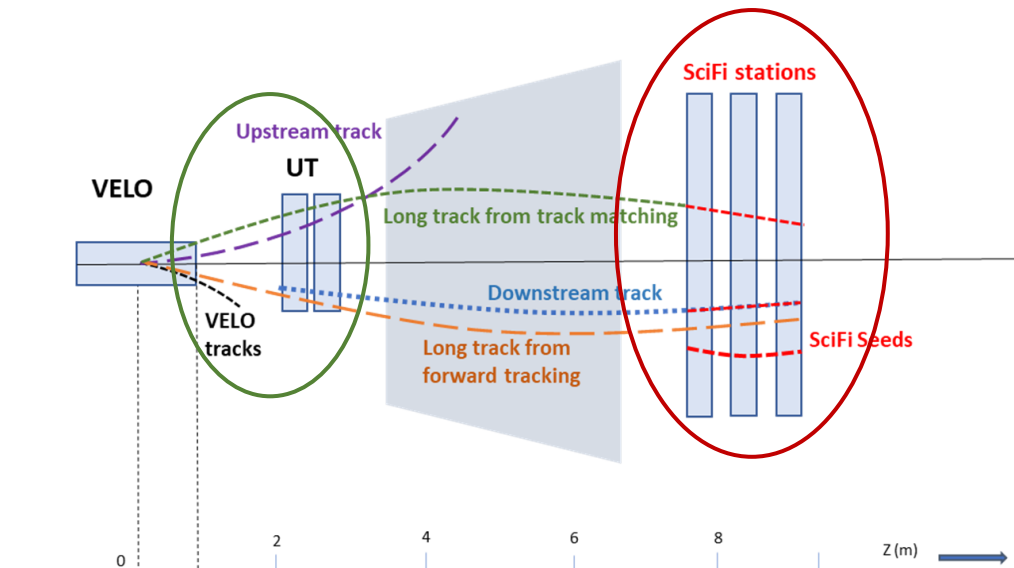 SciFi stations
Upstream track
UT
VELO
Long track from track matching
Downstream track
VELO
tracks
SciFi Seeds
Long track from
forward tracking
0
2
4
6
8
Z (m)